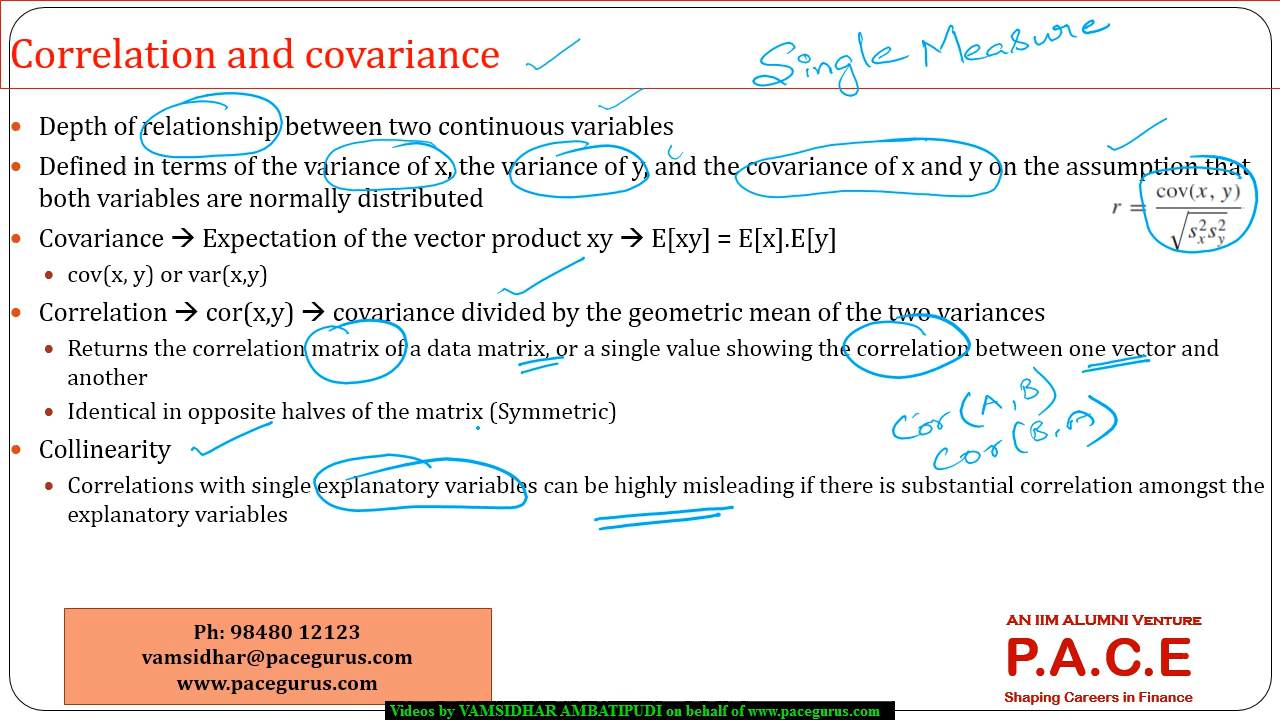 Correlation and covariance
Single Measure
• Depth of relationship between two continuous variables
• Defined in terms of the variance of x, the variance of y, and the covariance of x and y on the assumption that
both variables are normally distributed
r = cov(x, y) / √s²ₓs²ᵧ
• Covariance → Expectation of the vector product xy → E[xy] = E[x].E[y]
• cov(x, y) or var(x,y)
• Correlation → cor(x,y) → covariance divided by the geometric mean of the two variances
• Returns the correlation matrix of a data matrix, or a single value showing the correlation between one vector and
another
• Identical in opposite halves of the matrix (Symmetric)
Cor (A, B)
Cor (B, A)
• Collinearity
• Correlations with single explanatory variables can be highly misleading if there is substantial correlation amongst the
explanatory variables
Ph: 98480 12123
vamsidhar@pacegurus.com
www.pacegurus.com
AN IIM ALUMNI VENTURE
P.A.C.E
Shaping Careers in Finance
Videos by VAMSIDHAR AMBATIPUDI on behalf of www.pacegurus.com